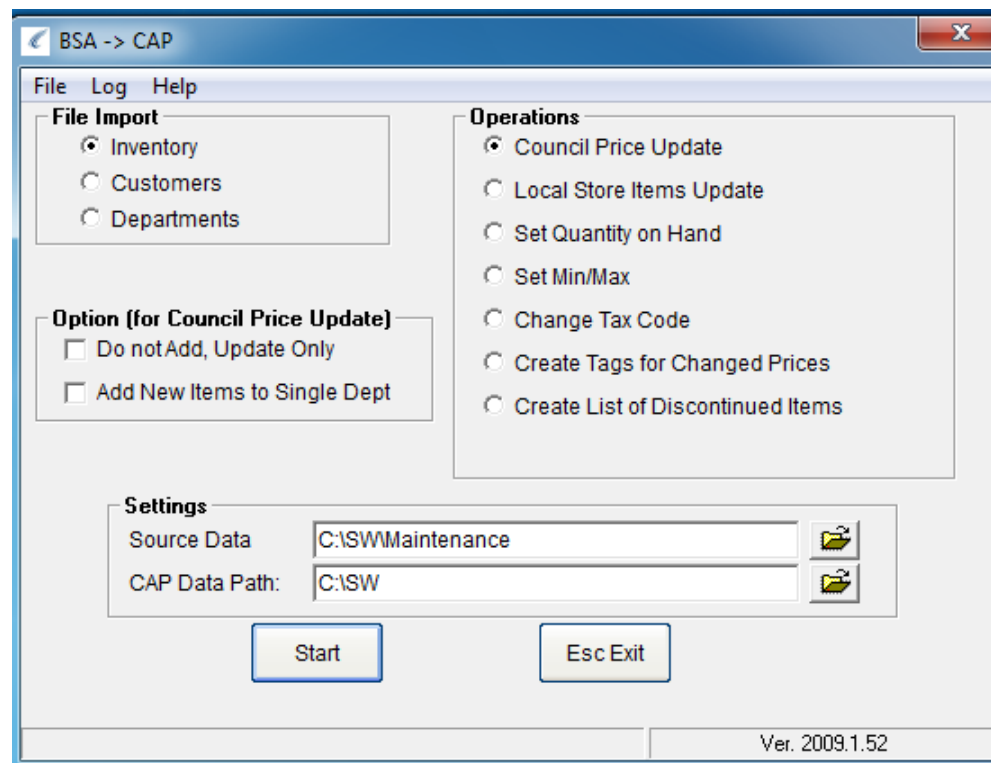 BSA -> CAP
X
File Log Help
File Import
Inventory
Customers
Departments
Operations
Council Price Update
Local Store Items Update
Set Quantity on Hand
Set Min/Max
Change Tax Code
Create Tags for Changed Prices
Create List of Discontinued Items
Option (for Council Price Update)
Do not Add, Update Only
Add New Items to Single Dept
Settings
Source Data C:\SW\Maintenance
CAP Data Path: C:\SW
Start Esc Exit
Ver. 2009.1.52